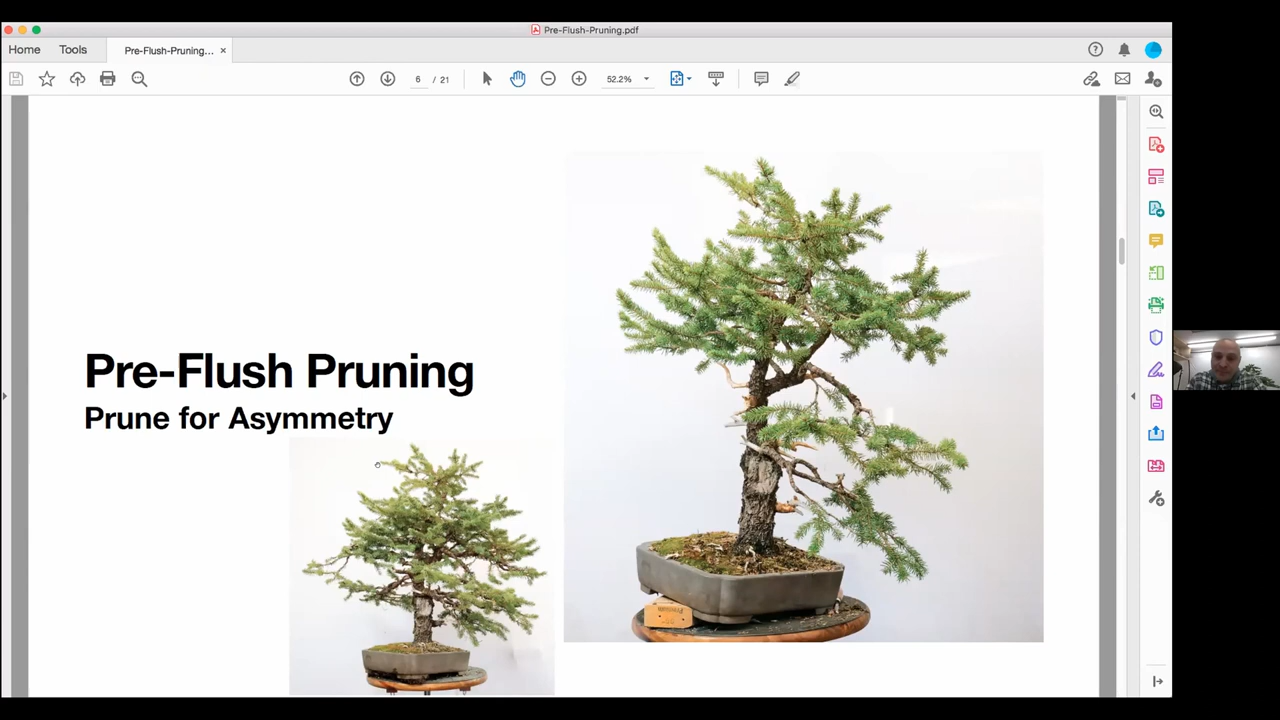 Pre-Flush-Pruning.pdf
Home
Tools
Pre-Flush-Pruning...
6 / 21
52.2%
Pre-Flush Pruning
Prune for Asymmetry